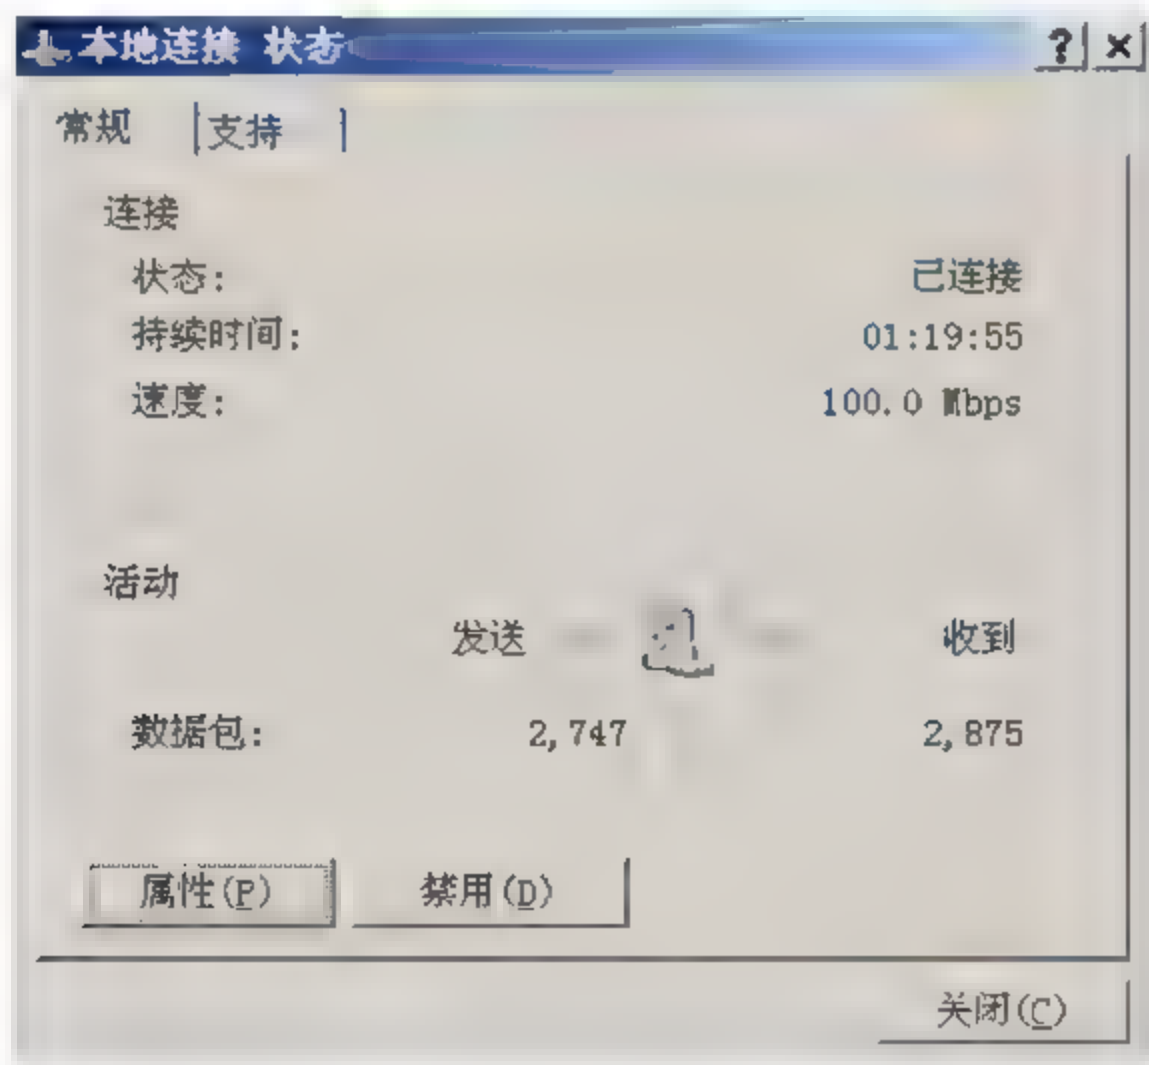 本地连接 状态
常规 支持
连接
状态: 已连接
持续时间: 01:19:55
速度: 100.0 Mbps
活动
发送 收到
数据包: 2,747 2,875
属性(P) 禁用(D)
关闭(C)